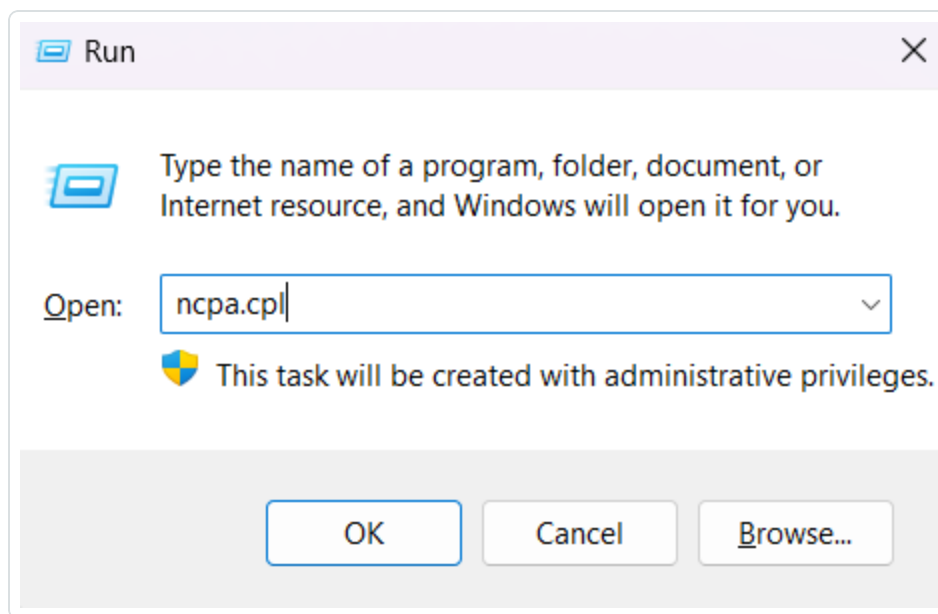 Run
Type the name of a program, folder, document, or
Internet resource, and Windows will open it for you.
Open: ncpa.cpl
This task will be created with administrative privileges.
OK Cancel Browse...